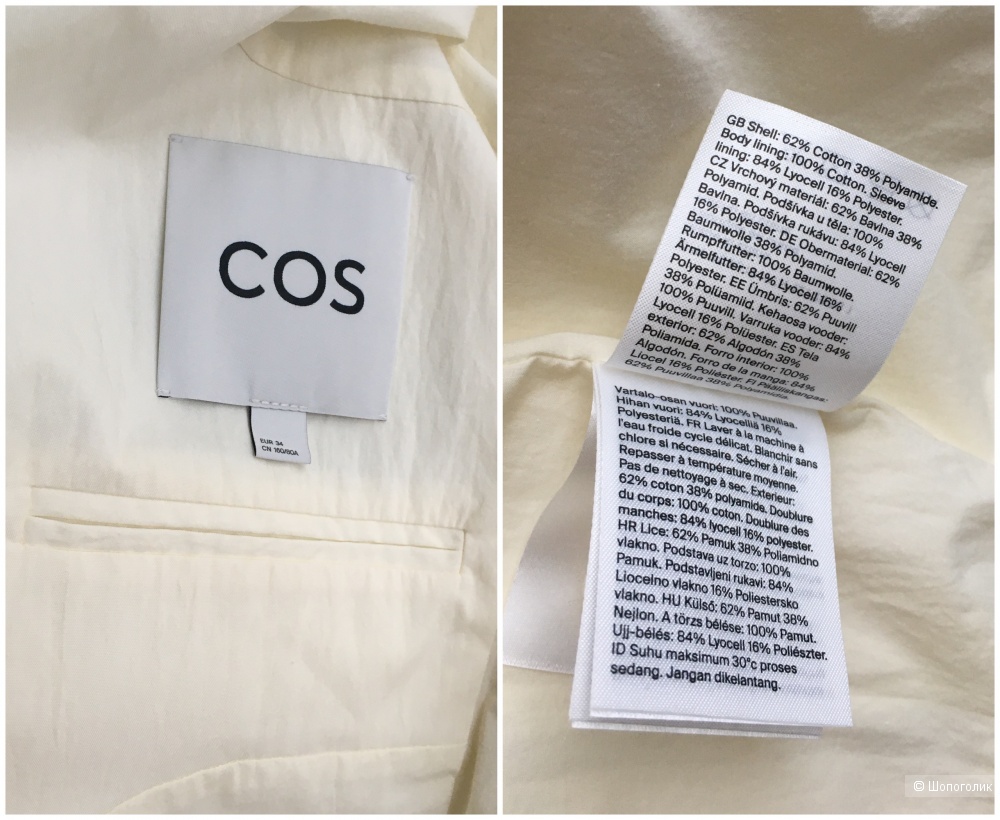 COS
EUR 34
CN 160/80A
GB Shell: 62% Cotton 38% Polyamide.
Body lining: 100% Cotton. Sleeve
lining: 84% Lyocell 16% Polyester.
CZ Vrchový materiál: 62% Bavlna 38%
Polyamid. Podšívka u těla: 100%
Bavlna. Podšívka rukávu: 84% Lyocell
16% Polyester. DE Obermaterial: 62%
Baumwolle 38% Polyamid.
Rumpffutter: 100% Baumwolle.
Ärmelfutter: 84% Lyocell 16%
Polyester. EE Ümbris: 62% Puuvill
38% Polüamiid. Kehaosa vooder:
100% Puuvill. Varruka vooder: 84%
Lyocell 16% Polüester. ES Tela
exterior: 62% Algodón 38%
Poliamida. Forro interior: 100%
Algodón. Forro de la manga: 84%
Liocel 16% Poliéster. FI Päälliskangas:
62% Puuvillaa 38% Polyamidia.
Vartalo-osan vuori: 100% Puuvillaa.
Hihan vuori: 84% Lyocelliä 16%
Polyesteriä. FR Laver à la machine à
l'eau froide cycle délicat. Blanchir sans
chlore si nécessaire. Sécher à l'air.
Repasser à température moyenne.
Pas de nettoyage à sec. Exterieur:
62% coton 38% polyamide. Doublure
du corps: 100% coton. Doublure des
manches: 84% lyocell 16% polyester.
HR Lice: 62% Pamuk 38% Poliamidno
vlakno. Podstava uz torzo: 100%
Pamuk. Podstavljeni rukavi: 84%
Liocelno vlakno 16% Poliestersko
vlakno. HU Külső: 62% Pamut 38%
Nejlon. A törzs bélése: 100% Pamut.
Ujj-bélés: 84% Lyocell 16% Poliészter.
ID Suhu maksimum 30°c proses
sedang. Jangan dikelantang.
© Шопоголик